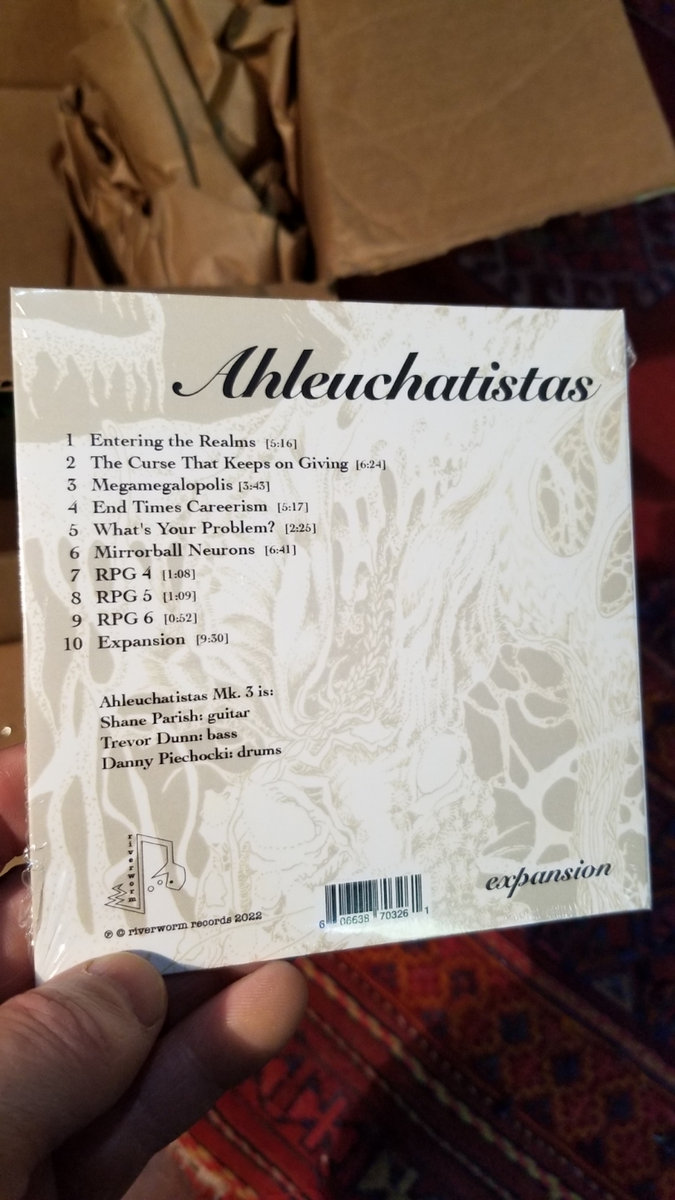 Ahleuchatistas
1 Entering the Realms [5:16]
2 The Curse That Keeps on Giving [6:24]
3 Megamegalopolis [3:43]
4 End Times Careerism [5:17]
5 What's Your Problem? [2:25]
6 Mirrorball Neurons [6:41]
7 RPG 4 [1:08]
8 RPG 5 [1:09]
9 RPG 6 [0:52]
10 Expansion [9:30]
Ahleuchatistas Mk. 3 is:
Shane Parish: guitar
Trevor Dunn: bass
Danny Piechocki: drums
riverworm
℗ © riverworm records 2022
6 06638 70326 1
expansion